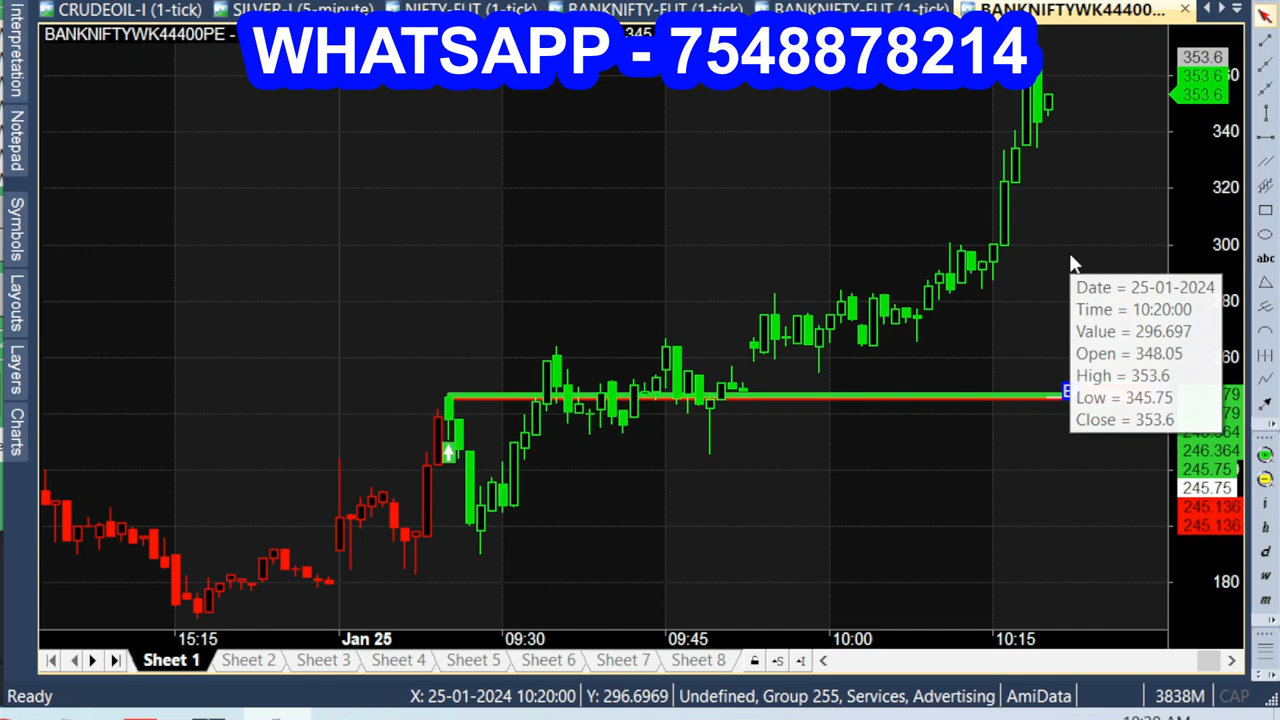 CRUDEOIL-I (1-tick)
SILVER-I (5-minute)
NIFTY-FUT (1-tick)
BANKNIFTY-FUT (1-tick)
BANKNIFTY-FUT (1-tick)
BANKNIFTYWK44400...
BANKNIFTYWK44400PE -
WHATSAPP - 7548878214
Interpretation
Notepad
Symbols
Layouts
Layers
Charts
353.6
353.6
353.6
340
320
300
280
260
Date = 25-01-2024
Time = 10:20:00
Value = 296.697
Open = 348.05
High = 353.6
Low = 345.75
Close = 353.6
246.364
245.75
245.75
245.136
245.136
180
abc
i
h
d
w
m
15:15
Jan 25
09:30
09:45
10:00
10:15
Sheet 1
Sheet 2
Sheet 3
Sheet 4
Sheet 5
Sheet 6
Sheet 7
Sheet 8
Ready
X: 25-01-2024 10:20:00
Y: 296.6969
Undefined, Group 255, Services, Advertising
AmiData
3838M
CAP